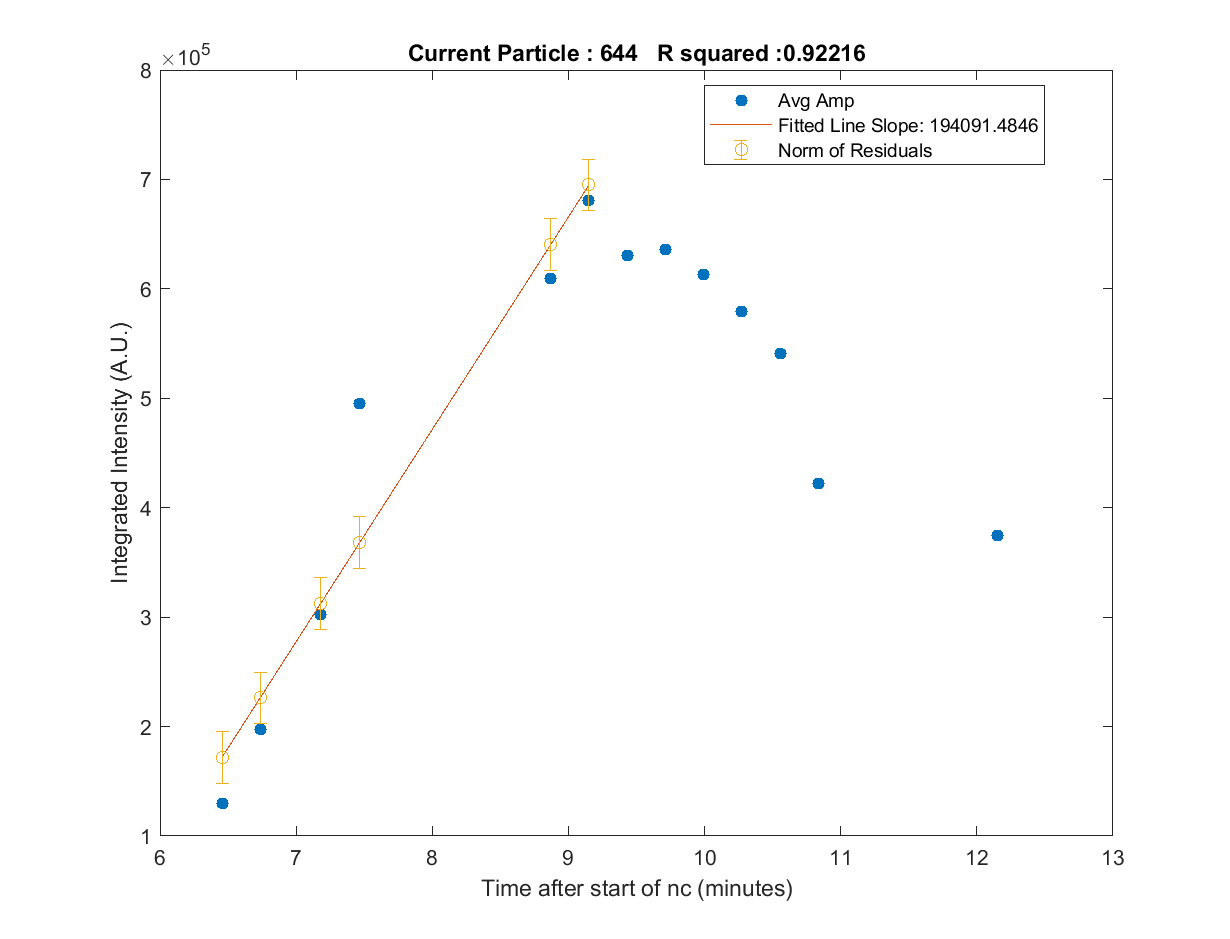 Current Particle : 644 R squared :0.92216
×10^5
Avg Amp
Fitted Line Slope: 194091.4846
Norm of Residuals
8
7
6
5
4
3
2
1
Integrated Intensity (A.U.)
6 7 8 9 10 11 12 13
Time after start of nc (minutes)